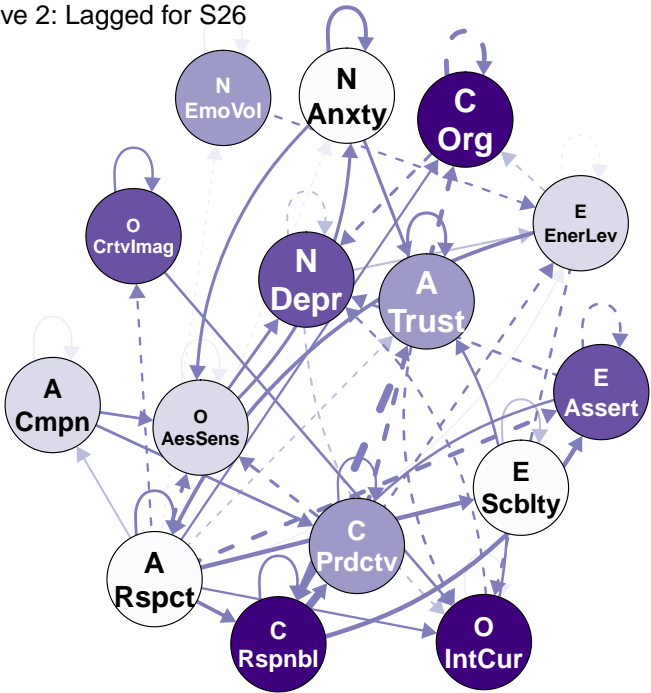 ve 2: Lagged for S26
N
EmoVol
N
Anxty
C
Org
O
CrtvImag
E
EnerLev
N
Depr
A
Trust
A
Cmpn
O
AesSens
E
Assert
E
Scblty
A
Rspct
C
Prdctv
C
Rspnbl
O
IntCur